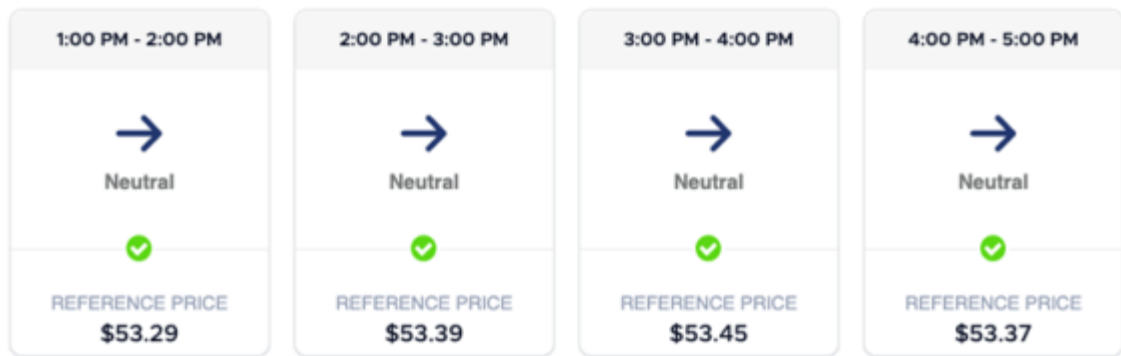 1:00 PM - 2:00 PM
Neutral
REFERENCE PRICE
$53.29
2:00 PM - 3:00 PM
Neutral
REFERENCE PRICE
$53.39
3:00 PM - 4:00 PM
Neutral
REFERENCE PRICE
$53.45
4:00 PM - 5:00 PM
Neutral
REFERENCE PRICE
$53.37